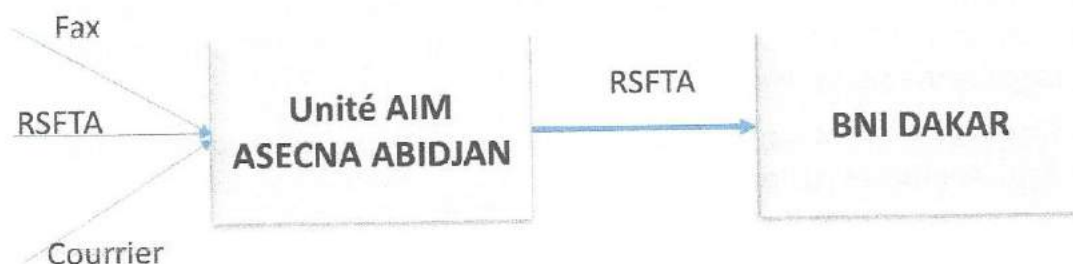 Fax
RSFTA
Courrier
Unité AIM
ASECNA ABIDJAN
RSFTA
BNI DAKAR